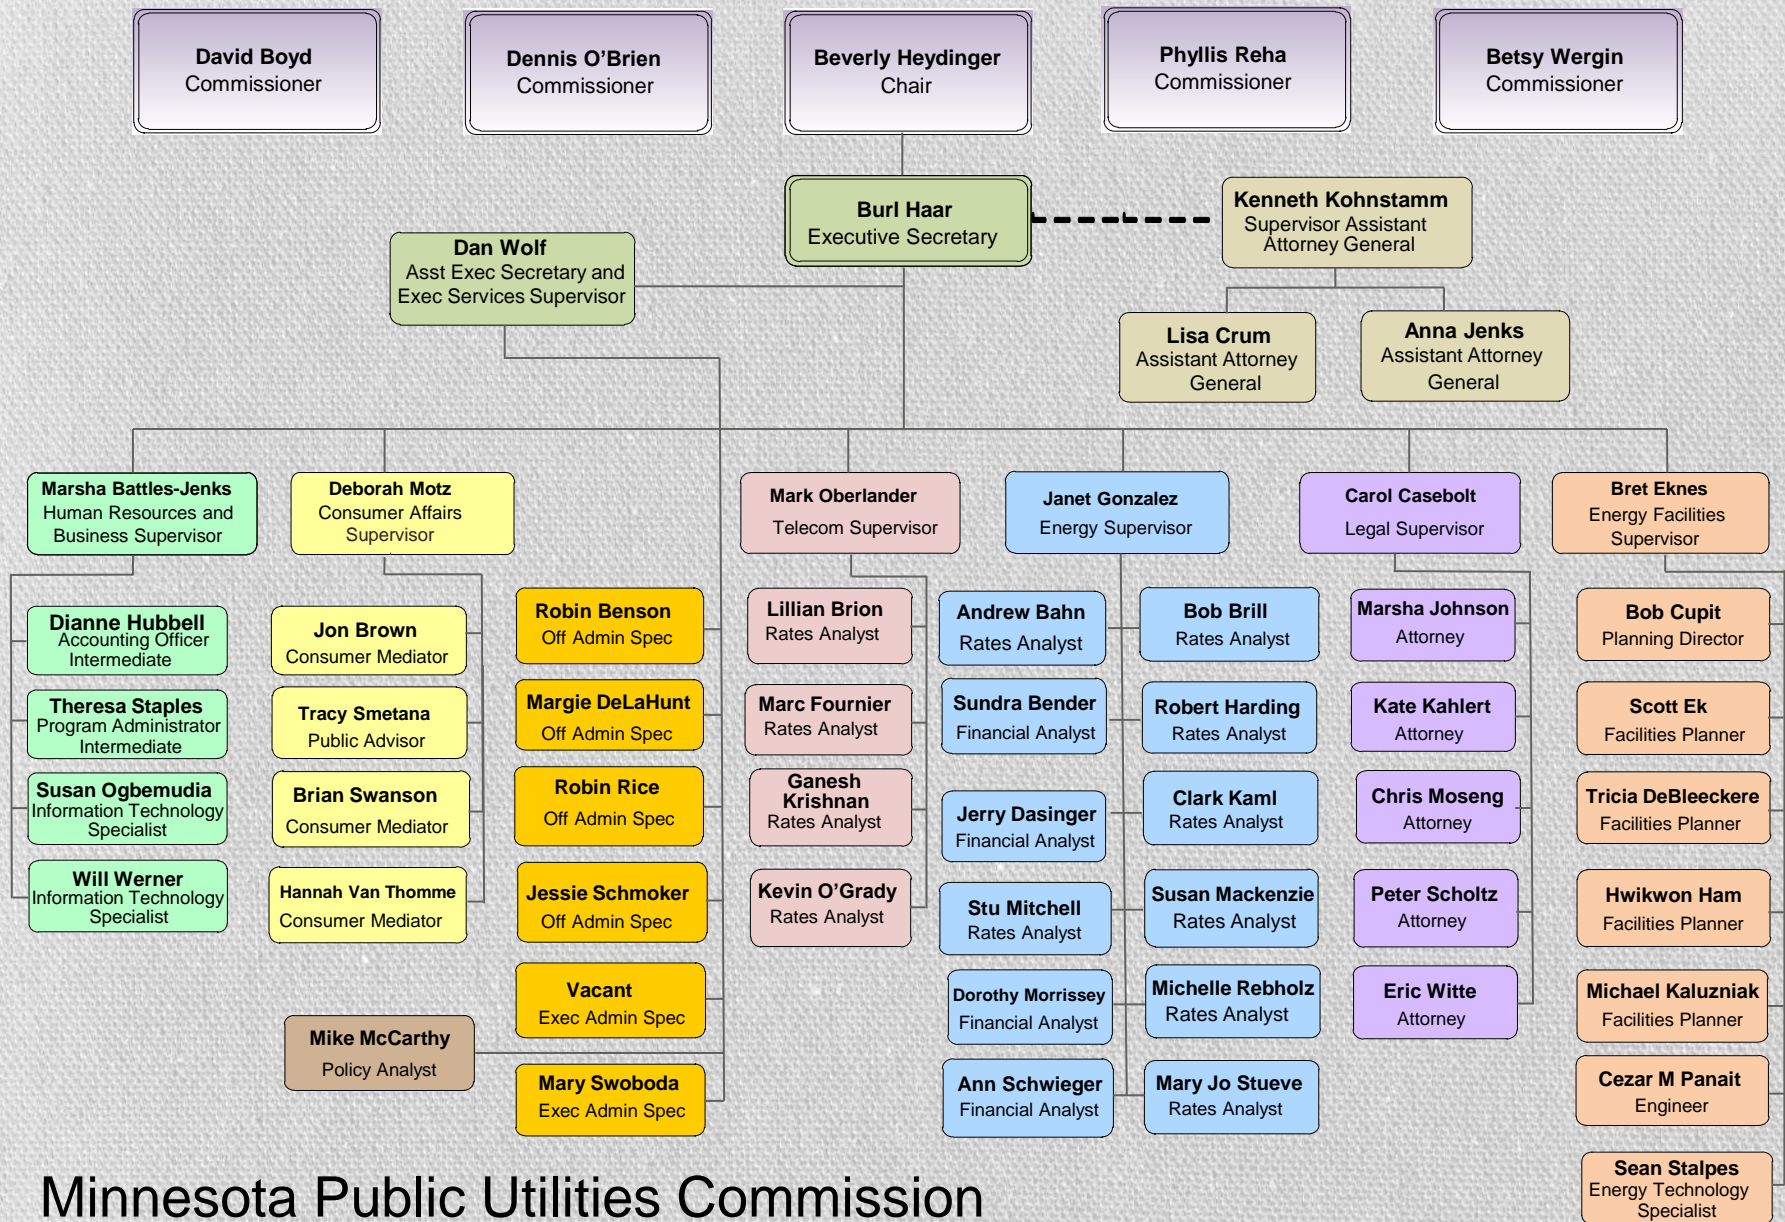 David Boyd
Commissioner
Dennis O'Brien
Commissioner
Beverly Heydinger
Chair
Phyllis Reha
Commissioner
Betsy Wergin
Commissioner
Burl Haar
Executive Secretary
Kenneth Kohnstamm
Supervisor Assistant
Attorney General
Dan Wolf
Asst Exec Secretary and
Exec Services Supervisor
Lisa Crum
Assistant Attorney
General
Anna Jenks
Assistant Attorney
General
Marsha Battles-Jenks
Human Resources and
Business Supervisor
Deborah Motz
Consumer Affairs
Supervisor
Mark Oberlander
Telecom Supervisor
Janet Gonzalez
Energy Supervisor
Carol Casebolt
Legal Supervisor
Bret Eknes
Energy Facilities
Supervisor
Dianne Hubbell
Accounting Officer
Intermediate
Theresa Staples
Program Administrator
Intermediate
Susan Ogbemudia
Information Technology
Specialist
Will Werner
Information Technology
Specialist
Jon Brown
Consumer Mediator
Tracy Smetana
Public Advisor
Brian Swanson
Consumer Mediator
Hannah Van Thomme
Consumer Mediator
Robin Benson
Off Admin Spec
Margie DeLaHunt
Off Admin Spec
Robin Rice
Off Admin Spec
Jessie Schmoker
Off Admin Spec
Vacant
Exec Admin Spec
Mike McCarthy
Policy Analyst
Mary Swoboda
Exec Admin Spec
Lillian Brion
Rates Analyst
Marc Fournier
Rates Analyst
Ganesh
Krishnan
Rates Analyst
Kevin O'Grady
Rates Analyst
Andrew Bahn
Rates Analyst
Sundra Bender
Financial Analyst
Jerry Dasinger
Financial Analyst
Stu Mitchell
Rates Analyst
Dorothy Morrissey
Financial Analyst
Ann Schwieger
Financial Analyst
Bob Brill
Rates Analyst
Robert Harding
Rates Analyst
Clark Kaml
Rates Analyst
Susan Mackenzie
Rates Analyst
Michelle Rebholz
Rates Analyst
Mary Jo Stueve
Rates Analyst
Marsha Johnson
Attorney
Kate Kahlert
Attorney
Chris Moseng
Attorney
Peter Scholtz
Attorney
Eric Witte
Attorney
Bob Cupit
Planning Director
Scott Ek
Facilities Planner
Tricia DeBleeckere
Facilities Planner
Hwikwon Ham
Facilities Planner
Michael Kaluzniak
Facilities Planner
Cezar M Panait
Engineer
Sean Stalpes
Energy Technology
Specialist
Minnesota Public Utilities Commission